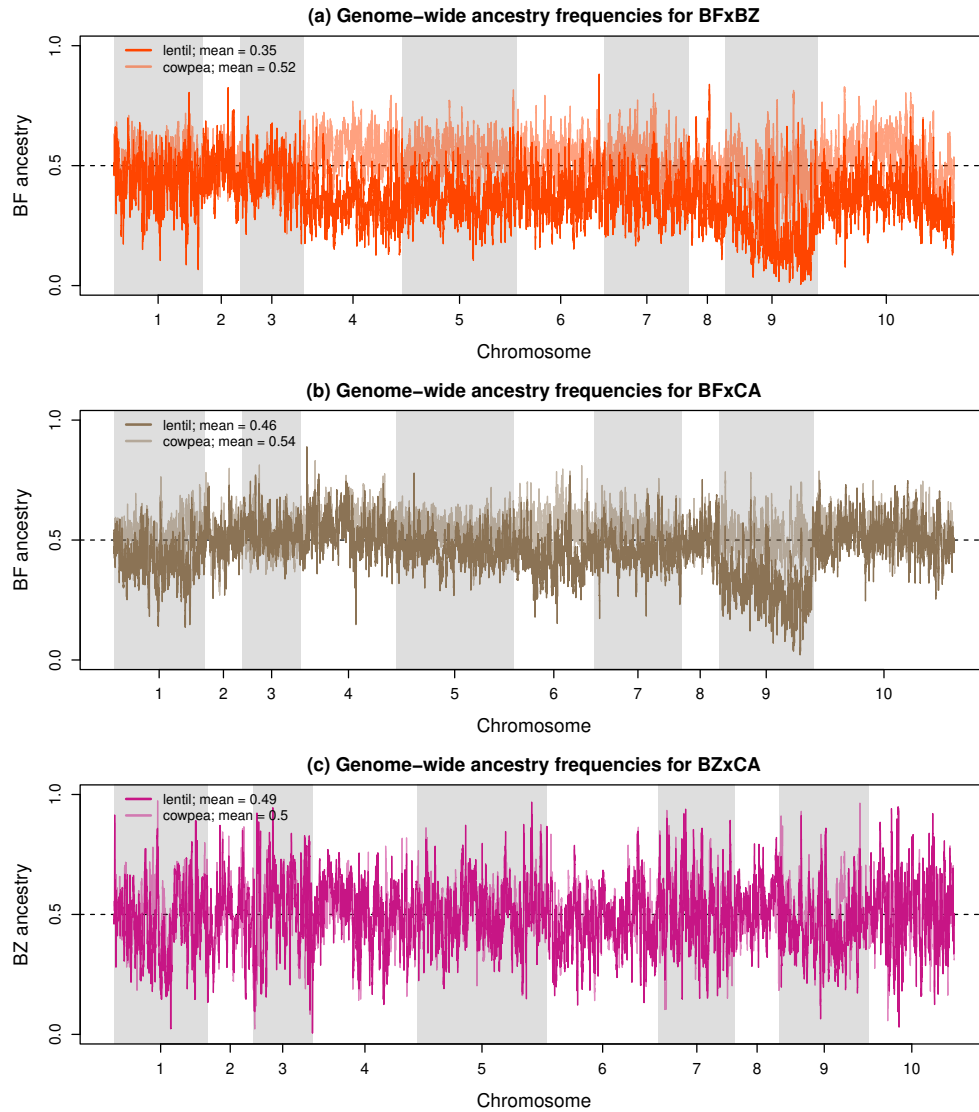 (a) Genome−wide ancestry frequencies for BFxBZ
lentil; mean = 0.35
cowpea; mean = 0.52
BF ancestry
1.0
0.5
0.0
1 2 3 4 5 6 7 8 9 10
Chromosome
(b) Genome−wide ancestry frequencies for BFxCA
lentil; mean = 0.46
cowpea; mean = 0.54
BF ancestry
1.0
0.5
0.0
1 2 3 4 5 6 7 8 9 10
Chromosome
(c) Genome−wide ancestry frequencies for BZxCA
lentil; mean = 0.49
cowpea; mean = 0.5
BZ ancestry
1.0
0.5
0.0
1 2 3 4 5 6 7 8 9 10
Chromosome